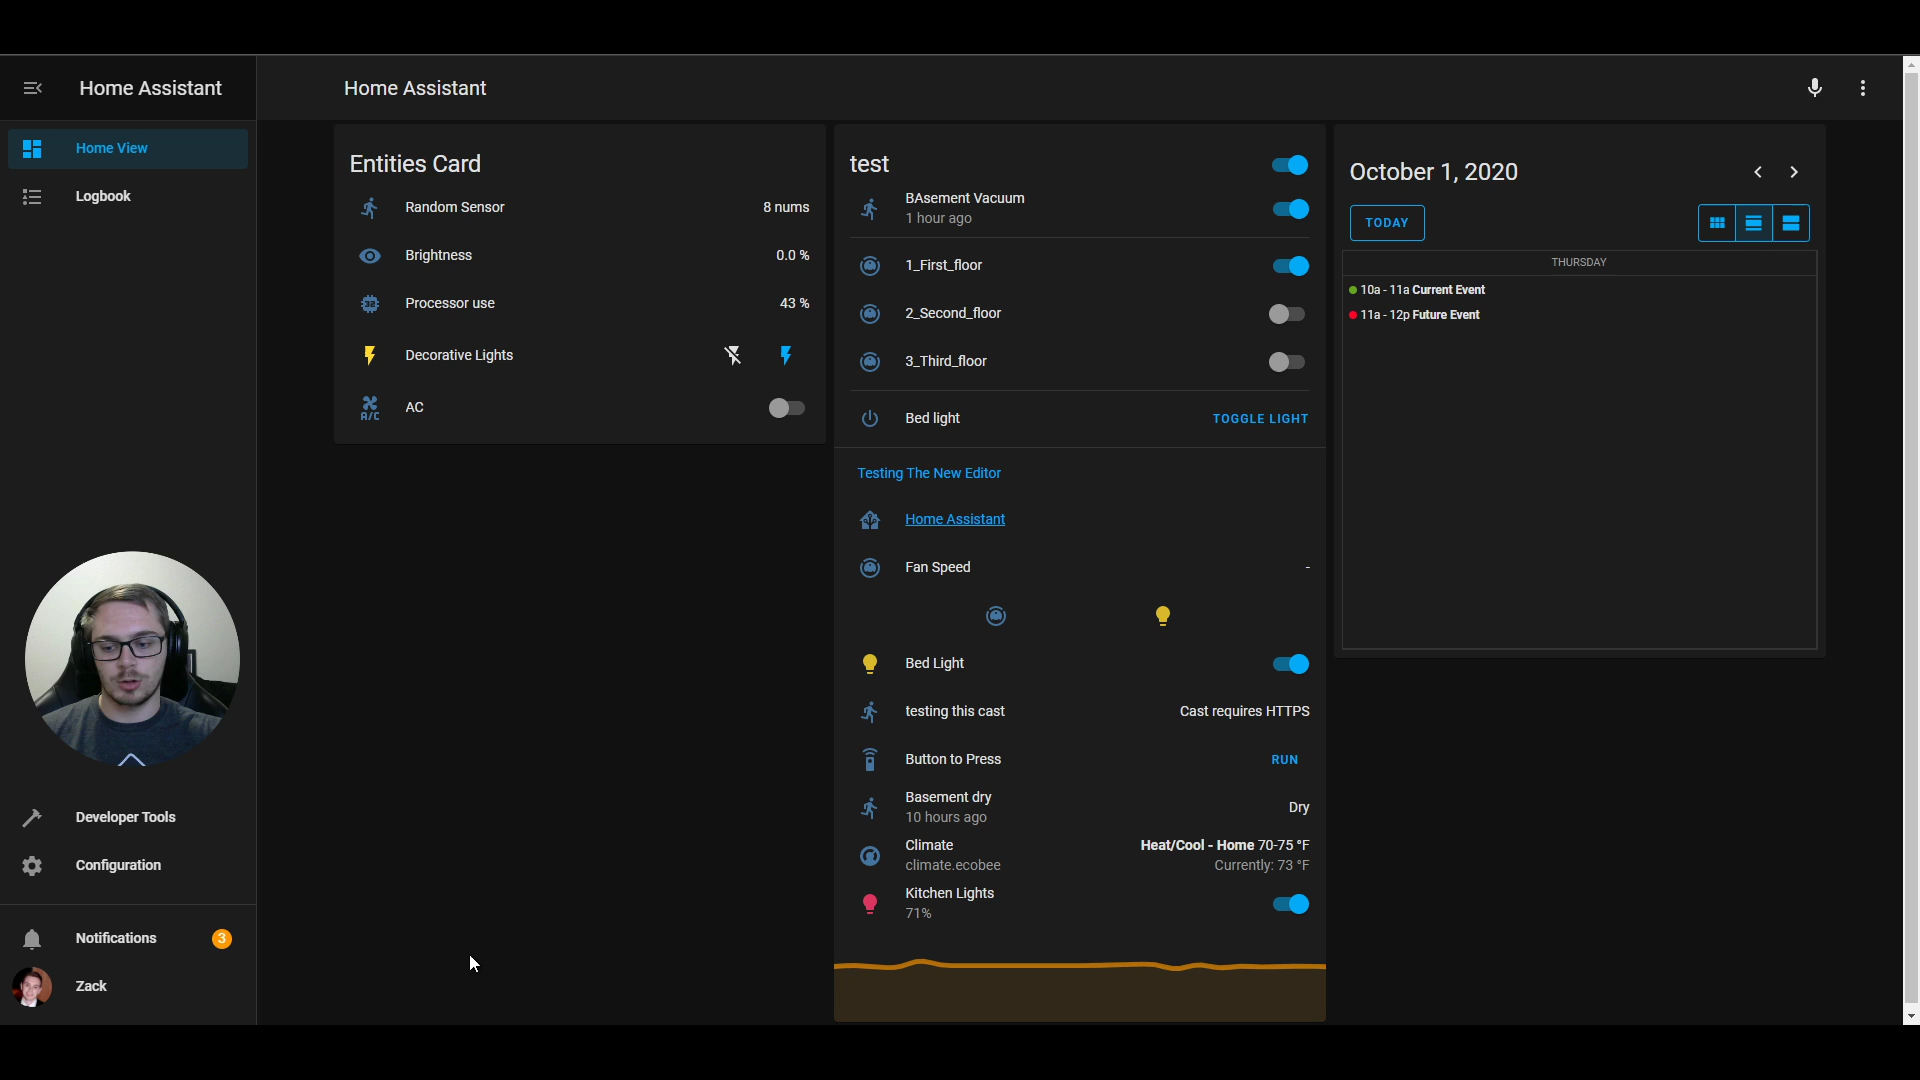 Home Assistant
Home View
Logbook
Developer Tools
Configuration
Notifications 3
Zack
Home Assistant
Entities Card
Random Sensor 8 nums
Brightness 0.0 %
Processor use 43 %
Decorative Lights
A/C AC
test
BAsement Vacuum
1 hour ago
1_First_floor
2_Second_floor
3_Third_floor
Bed light TOGGLE LIGHT
Testing The New Editor
Home Assistant
Fan Speed -
Bed Light
testing this cast Cast requires HTTPS
Button to Press RUN
Basement dry Dry
10 hours ago
Climate Heat/Cool - Home 70-75 °F
climate.ecobee Currently: 73 °F
Kitchen Lights
71%
October 1, 2020
TODAY
THURSDAY
10a - 11a Current Event
11a - 12p Future Event